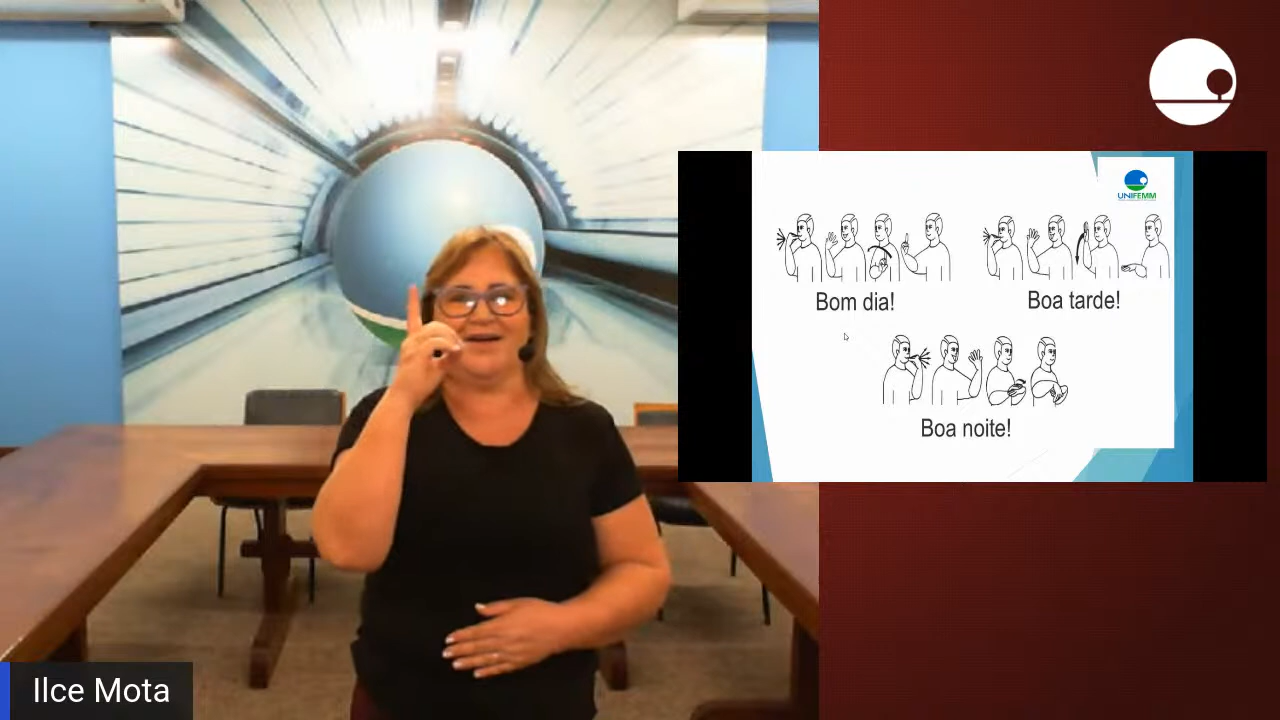 UNIFEMM
Bom dia!
Boa tarde!
Boa noite!
Ilce Mota